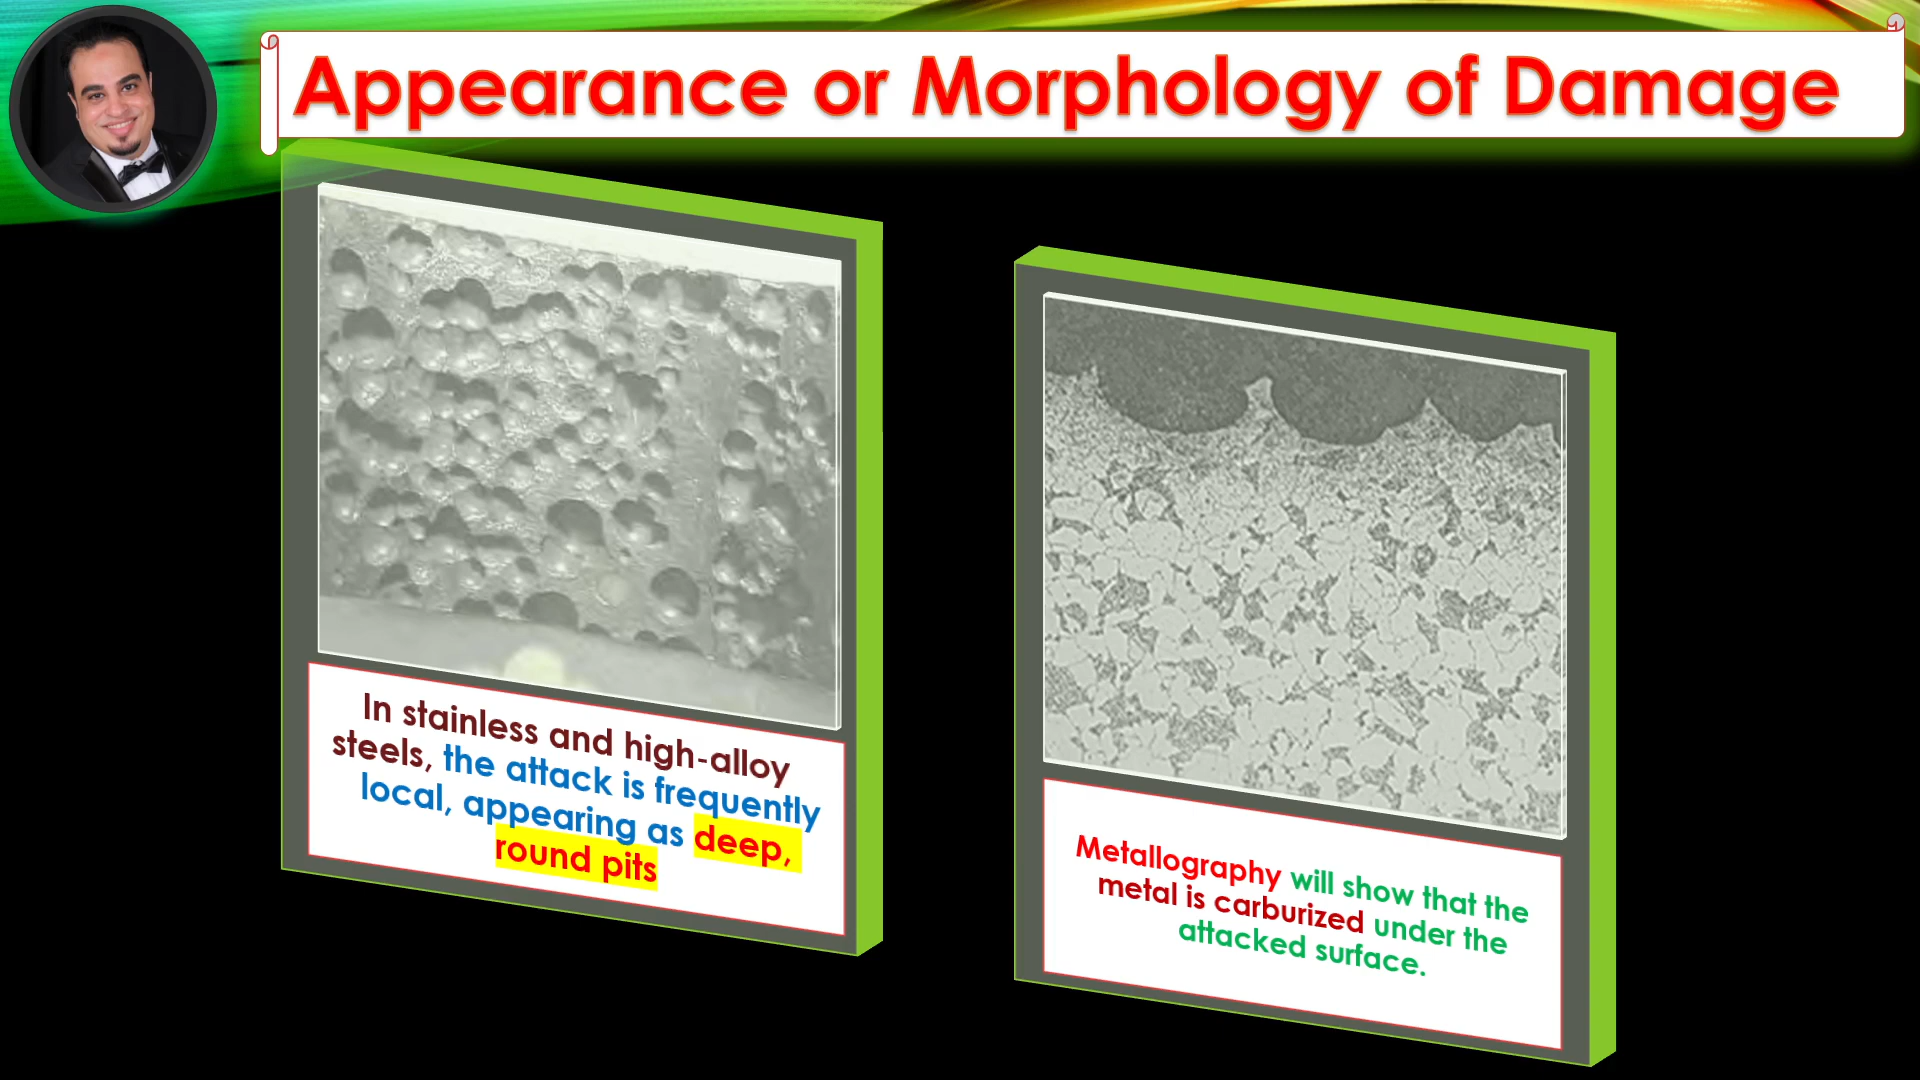 Appearance or Morphology of Damage
In stainless and high-alloy
steels, the attack is frequently
local, appearing as deep,
round pits
Metallography will show that the
metal is carburized under the
attacked surface.